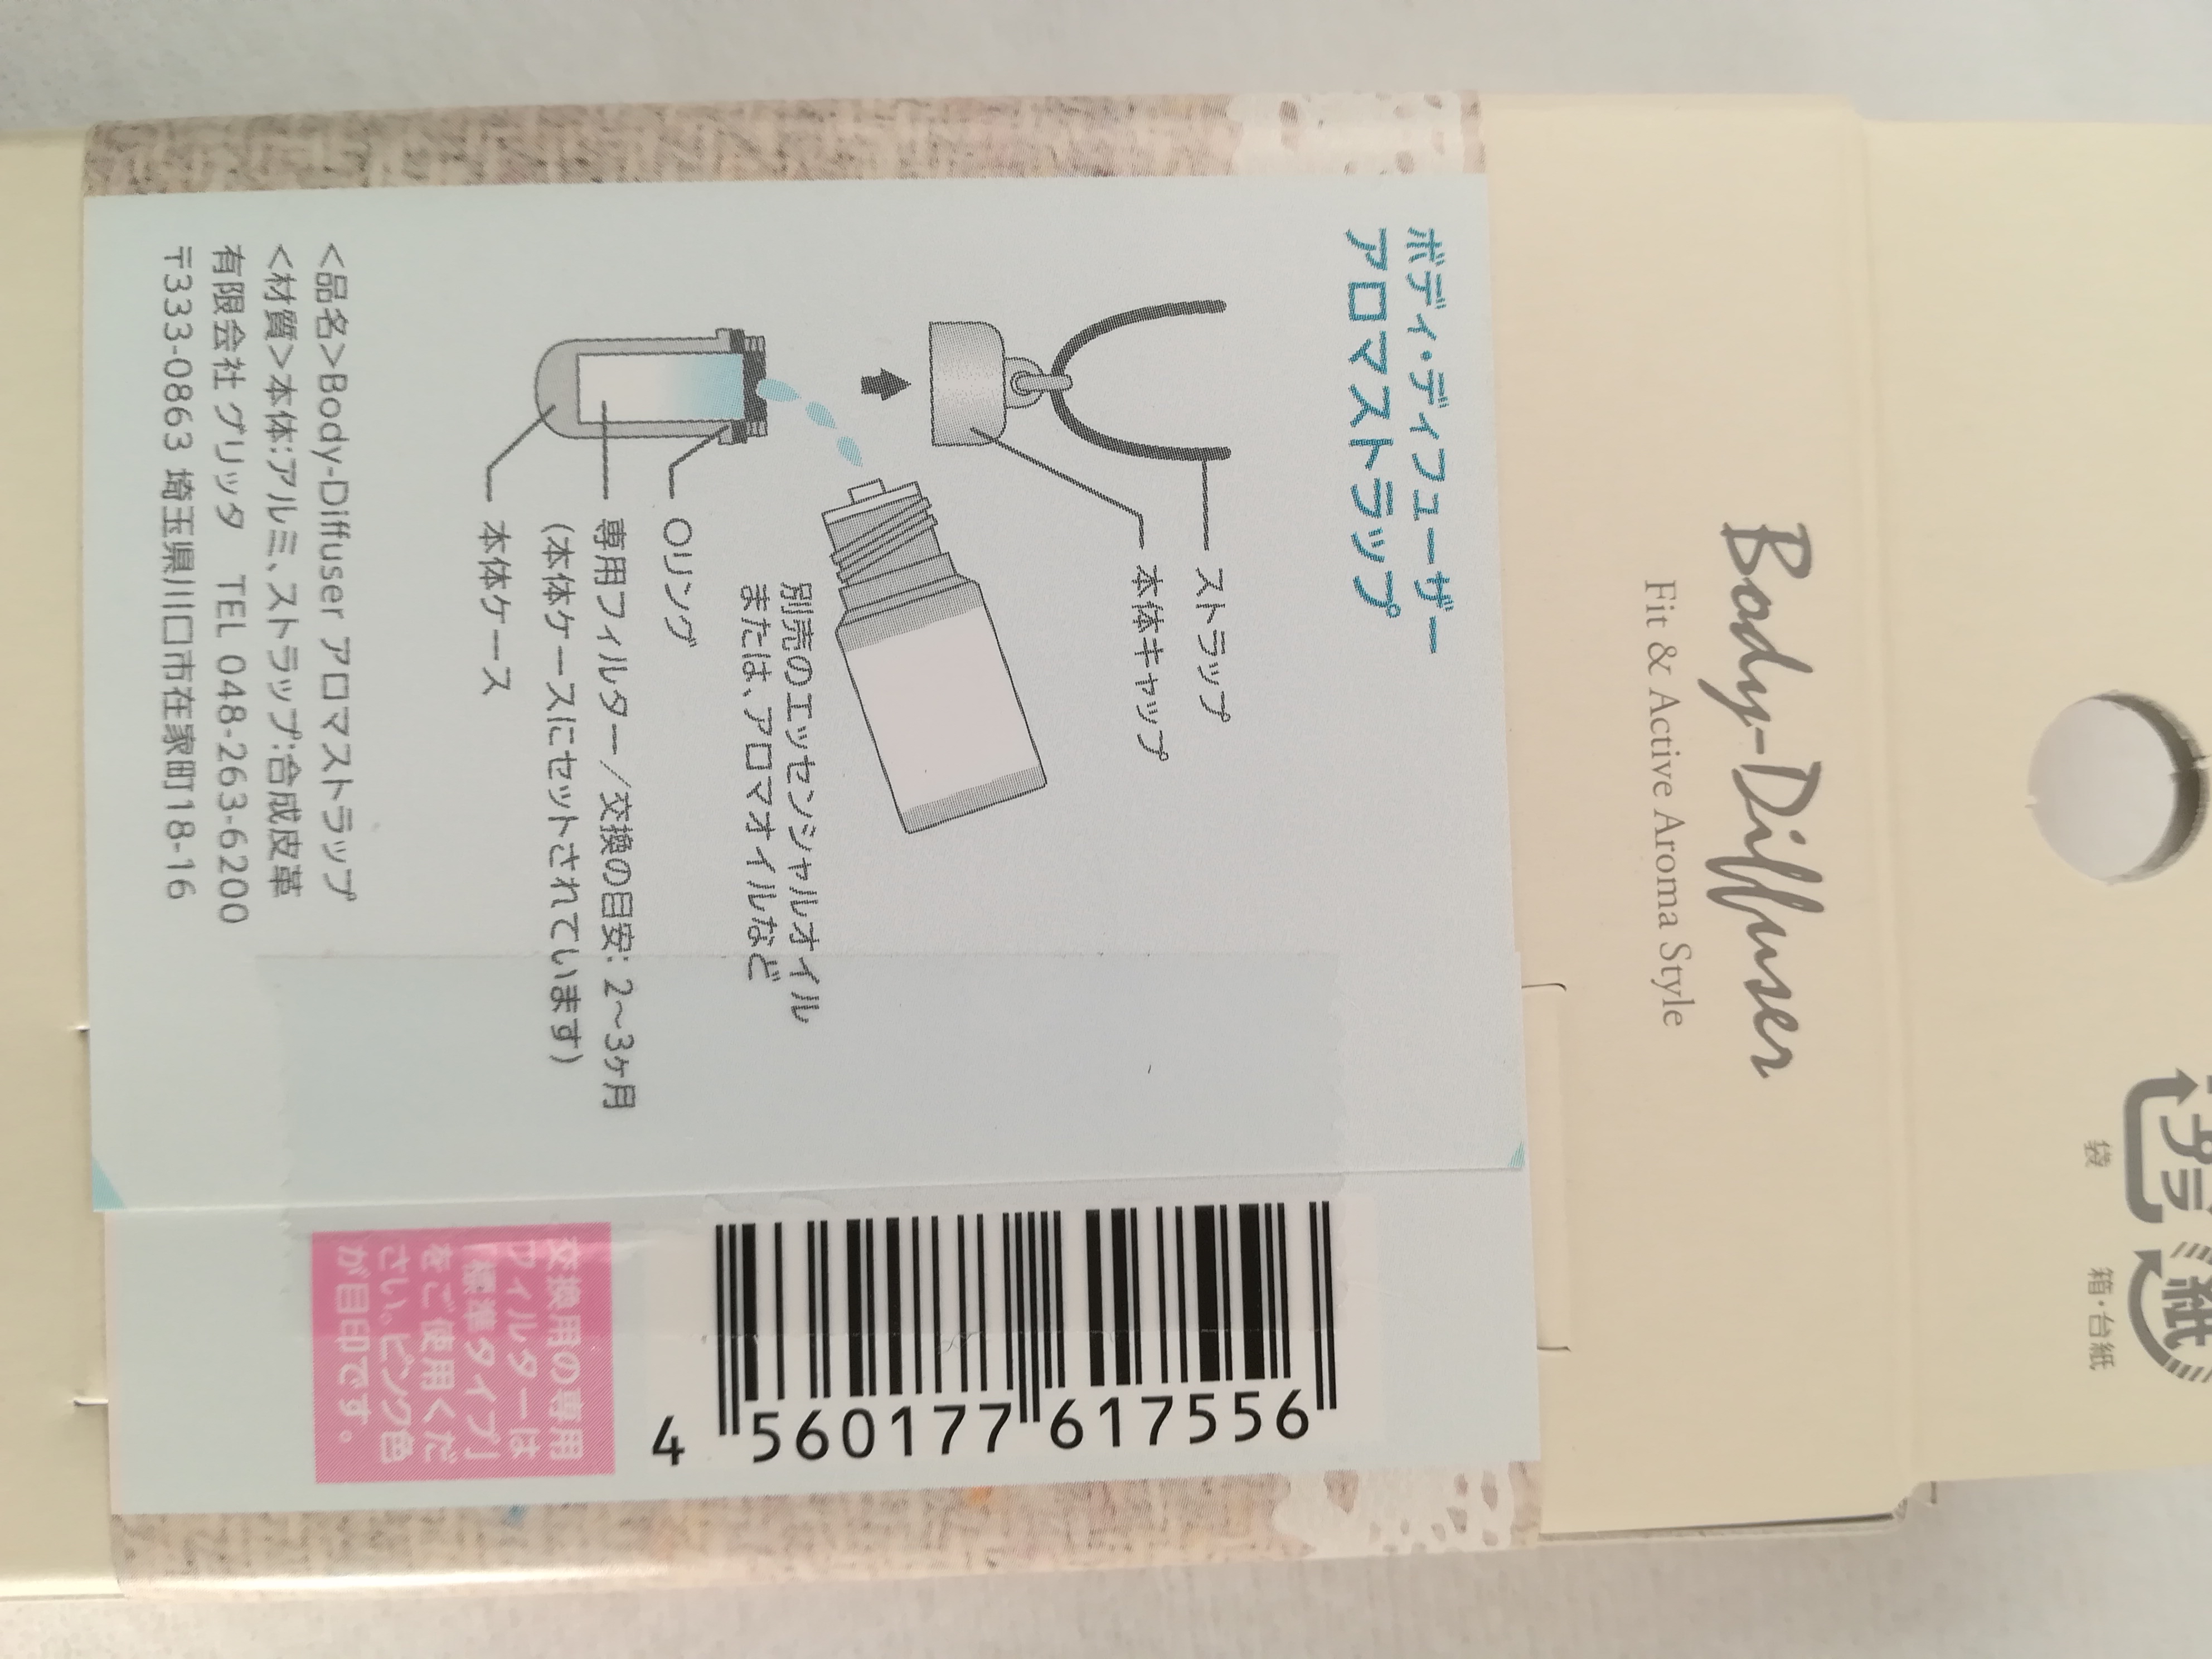 プラ
袋
紙
箱・台紙
Body-Diffuser
Fit & Active Aroma Style
ボディ・ディフューザー
アロマストラップ
ストラップ
本体キャップ
別売のエッセンシャルオイル
または、アロマオイルなど
Oリング
専用フィルター/交換の目安: 2〜3ヶ月
(本体ケースにセットされています)
本体ケース
<品名>Body-Diffuser アロマストラップ
<材質>本体:アルミ、ストラップ:合成皮革
有限会社 グリッタ TEL 048-263-6200
〒333-0863 埼玉県川口市在家町18-16
4 560177 617556
交換用の専用
フィルターは
「標準タイプ」
をご使用くだ
さい。ピンク色
が目印です。